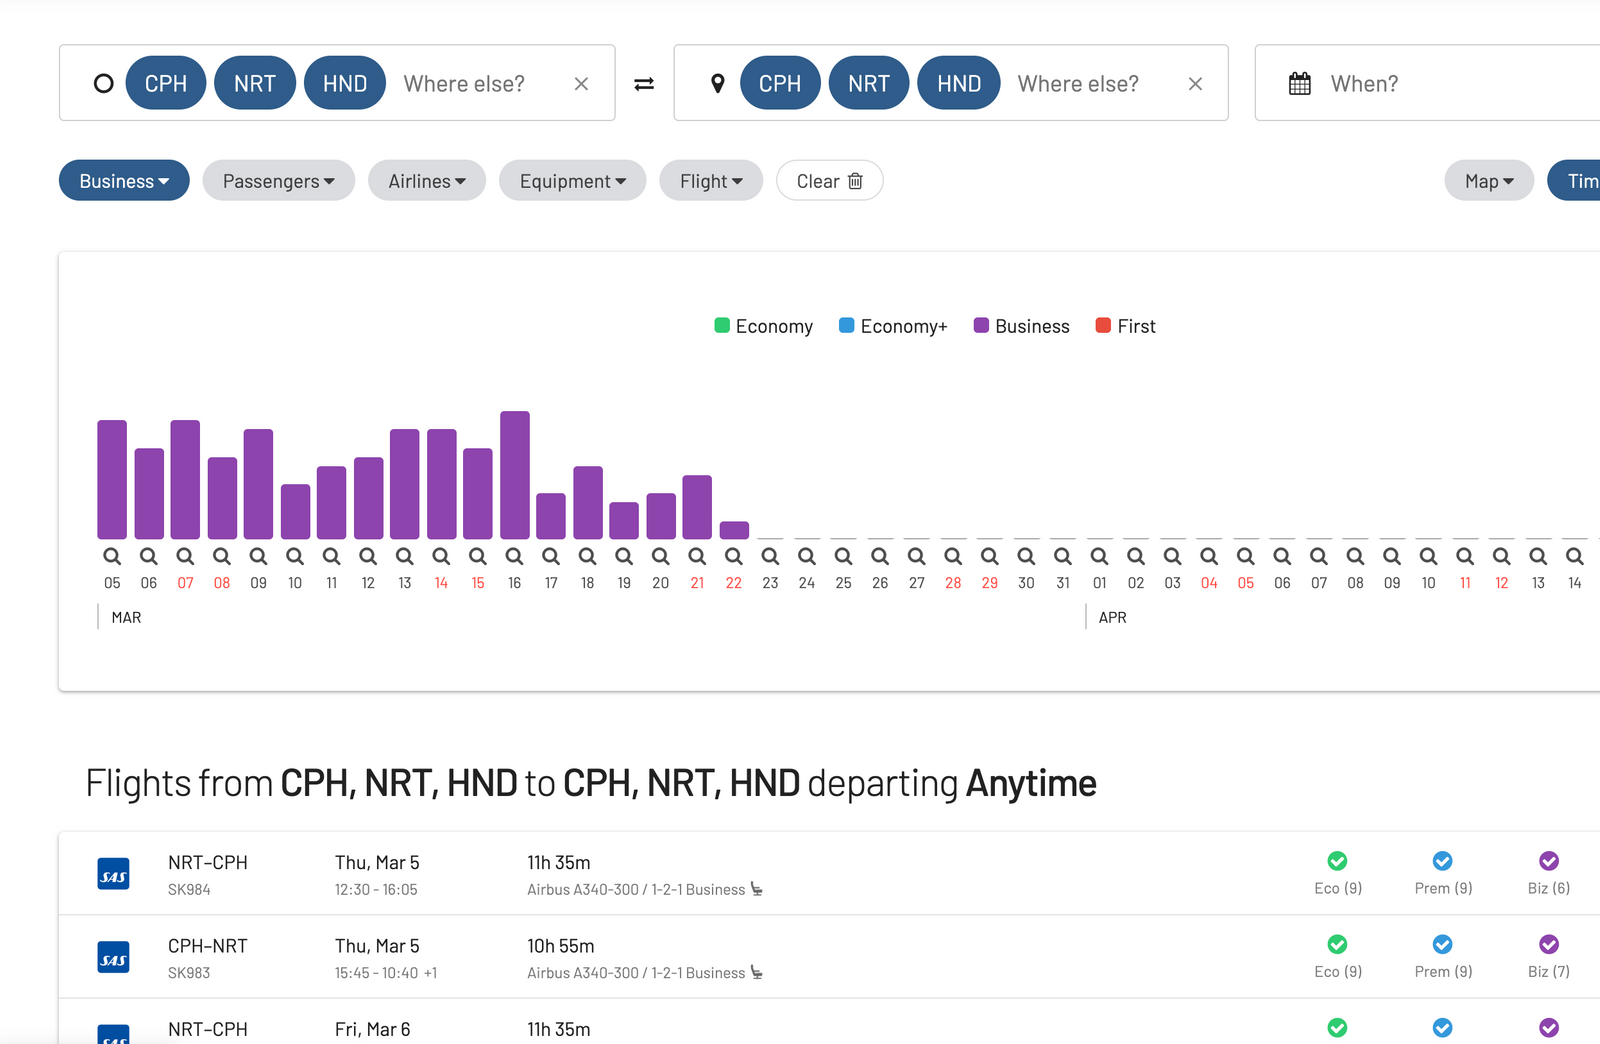 CPH NRT HND Where else? × CPH NRT HND Where else? × When?
Business Passengers Airlines Equipment Flight Clear Map Tim
Economy Economy+ Business First
05 06 07 08 09 10 11 12 13 14 15 16 17 18 19 20 21 22 23 24 25 26 27 28 29 30 31 01 02 03 04 05 06 07 08 09 10 11 12 13 14
MAR APR
Flights from CPH, NRT, HND to CPH, NRT, HND departing Anytime
SAS NRT–CPH Thu, Mar 5 11h 35m
SK984 12:30 - 16:05 Airbus A340-300 / 1-2-1 Business Eco (9) Prem (9) Biz (6)
SAS CPH–NRT Thu, Mar 5 10h 55m
SK983 15:45 - 10:40 +1 Airbus A340-300 / 1-2-1 Business Eco (9) Prem (9) Biz (7)
SAS NRT–CPH Fri, Mar 6 11h 35m